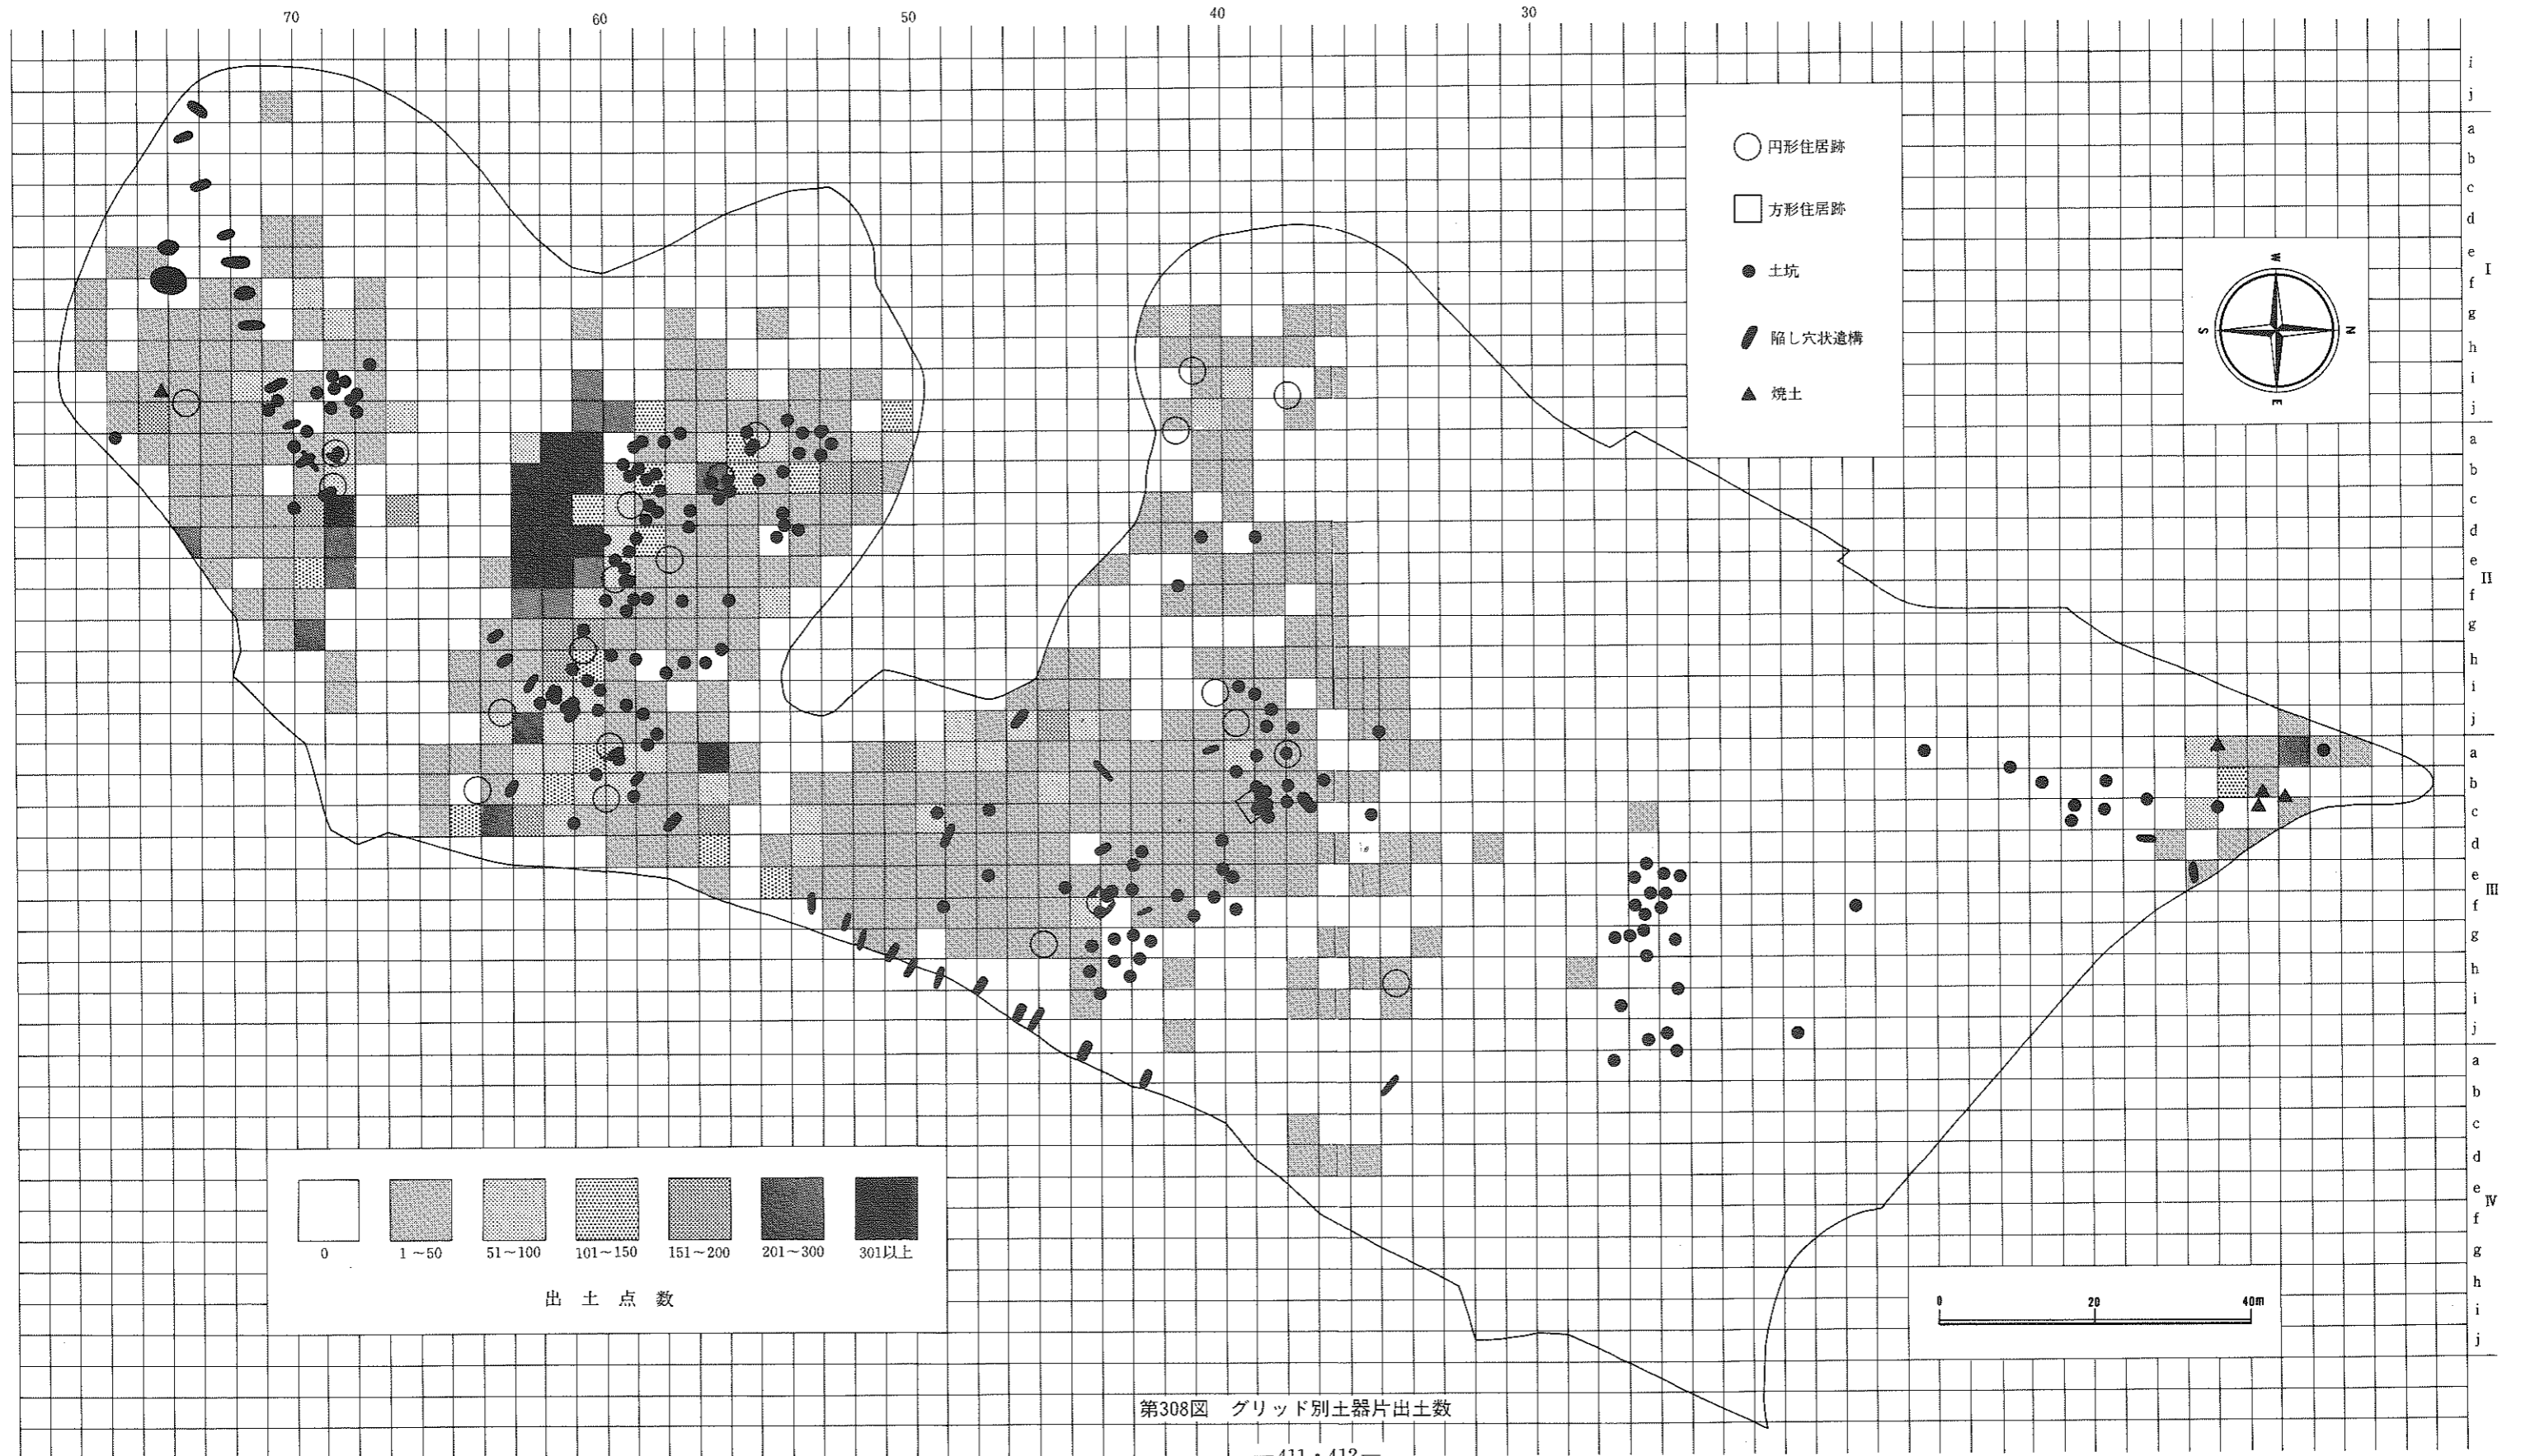 70 60 50 40 30
i
j
a
b
c
d
e
I
f
g
h
i
j
a
b
c
d
e
II
f
g
h
i
j
a
b
c
d
e
III
f
g
h
i
j
a
b
c
d
e
IV
f
g
h
i
j
円形住居跡
方形住居跡
土坑
陥し穴状遺構
焼土
W
S N
E
0 1~50 51~100 101~150 151~200 201~300 301以上
出土点数
0 20 40m
第308図 グリッド別土器片出土数
—411・412—